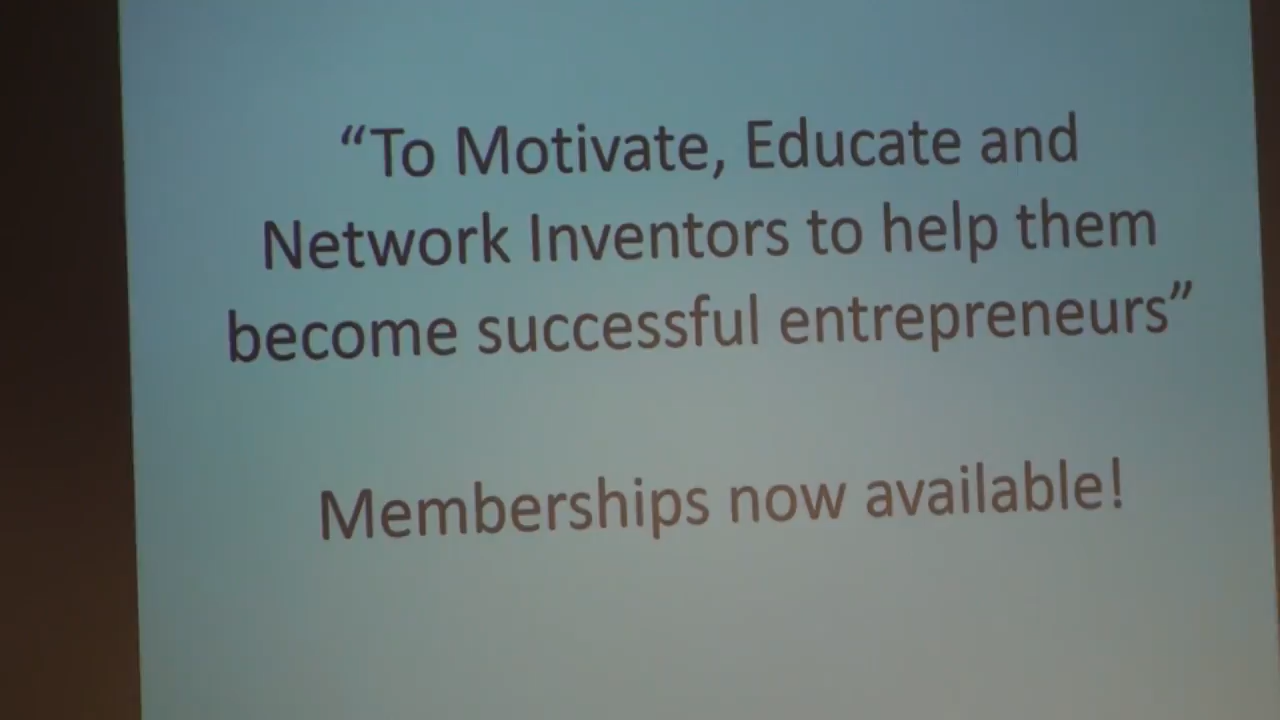 “To Motivate, Educate and
Network Inventors to help them
become successful entrepreneurs”
Memberships now available!